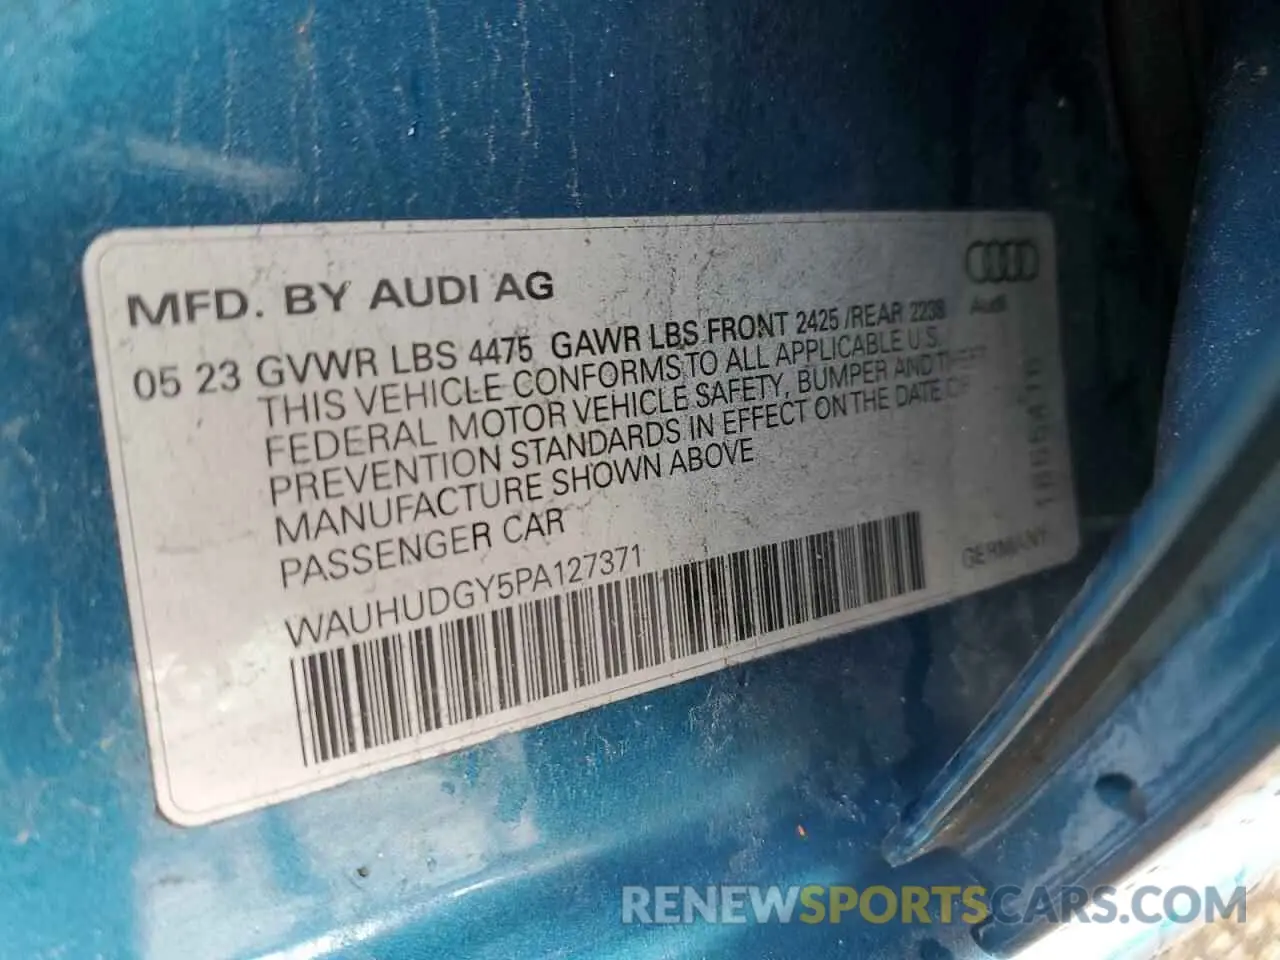 MFD. BY AUDI AG
Audi
05 23 GVWR LBS 4475 GAWR LBS FRONT 2425 /REAR 2238
THIS VEHICLE CONFORMS TO ALL APPLICABLE U.S.
FEDERAL MOTOR VEHICLE SAFETY, BUMPER AND THEFT
PREVENTION STANDARDS IN EFFECT ON THE DATE OF
MANUFACTURE SHOWN ABOVE
PASSENGER CAR
WAUHUDGY5PA127371
GERMANY
RENEWSPORTSCARS.COM